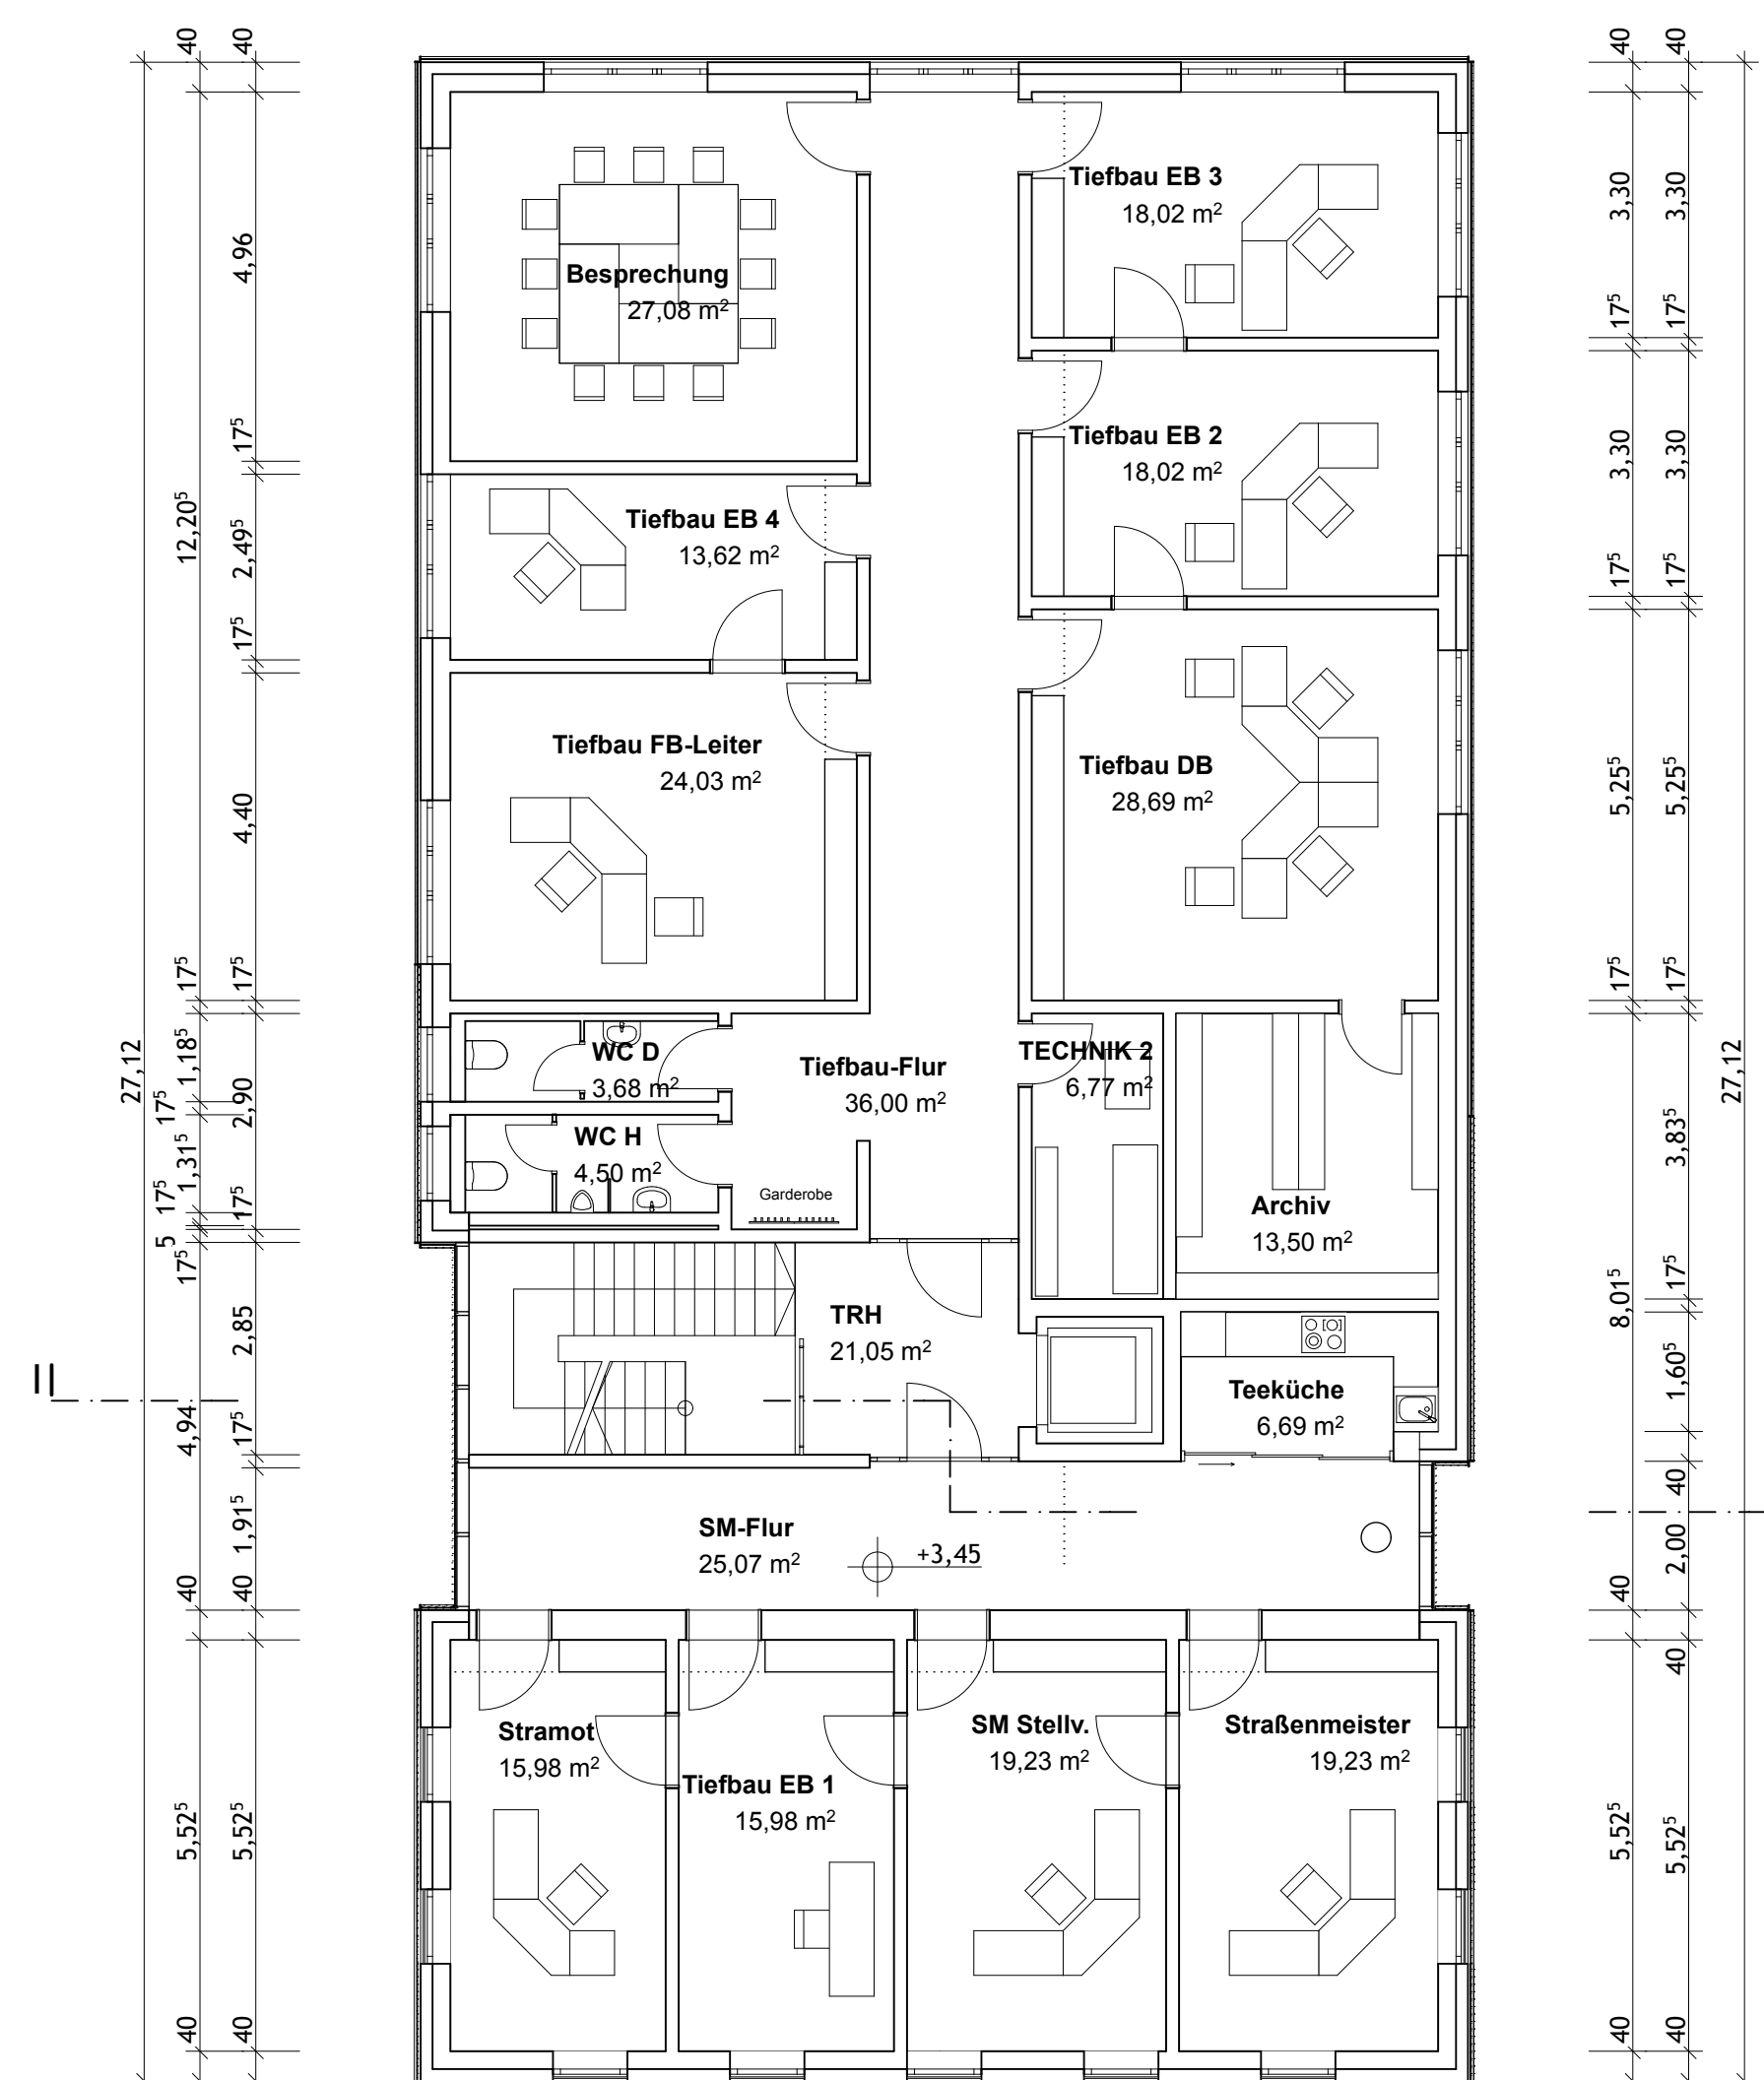 40
40
40
40
Tiefbau EB 3
18,02 m²
3,30
3,30
4,96
Besprechung
27,08 m²
17⁵
17⁵
17⁵
Tiefbau EB 2
18,02 m²
3,30
3,30
12,20⁵
2,49⁵
Tiefbau EB 4
13,62 m²
17⁵
17⁵
17⁵
Tiefbau FB-Leiter
24,03 m²
Tiefbau DB
28,69 m²
5,25⁵
5,25⁵
4,40
17⁵
17⁵
17⁵
17⁵
27,12
1,18⁵
WC D
3,68 m²
Tiefbau-Flur
36,00 m²
TECHNIK 2
6,77 m²
27,12
17⁵
2,90
WC H
4,50 m²
3,83⁵
1,31⁵
17⁵
17⁵
Garderobe
Archiv
13,50 m²
5
17⁵
17⁵
8,01⁵
2,85
TRH
21,05 m²
1,60⁵
II
Teeküche
6,69 m²
4,94
17⁵
40
1,91⁵
SM-Flur
25,07 m²
+3,45
2,00
40
40
40
40
Stramot
15,98 m²
SM Stellv.
19,23 m²
Straßenmeister
19,23 m²
Tiefbau EB 1
15,98 m²
5,52⁵
5,52⁵
5,52⁵
5,52⁵
40
40
40
40